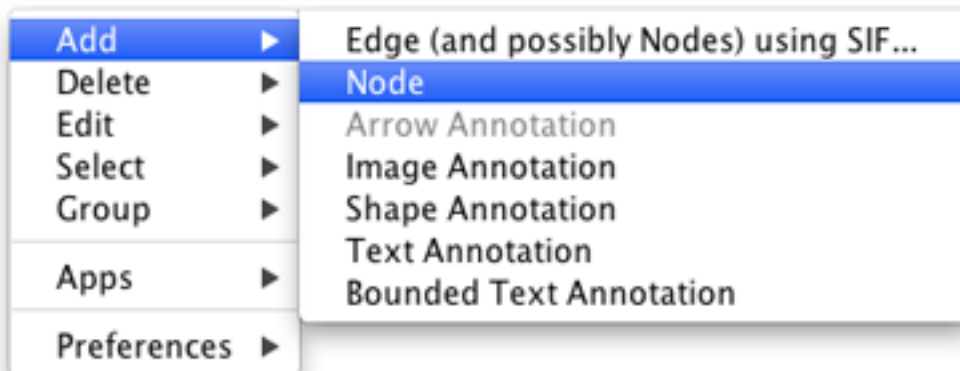 Add
Delete
Edit
Select
Group
Apps
Preferences
Edge (and possibly Nodes) using SIF...
Node
Arrow Annotation
Image Annotation
Shape Annotation
Text Annotation
Bounded Text Annotation